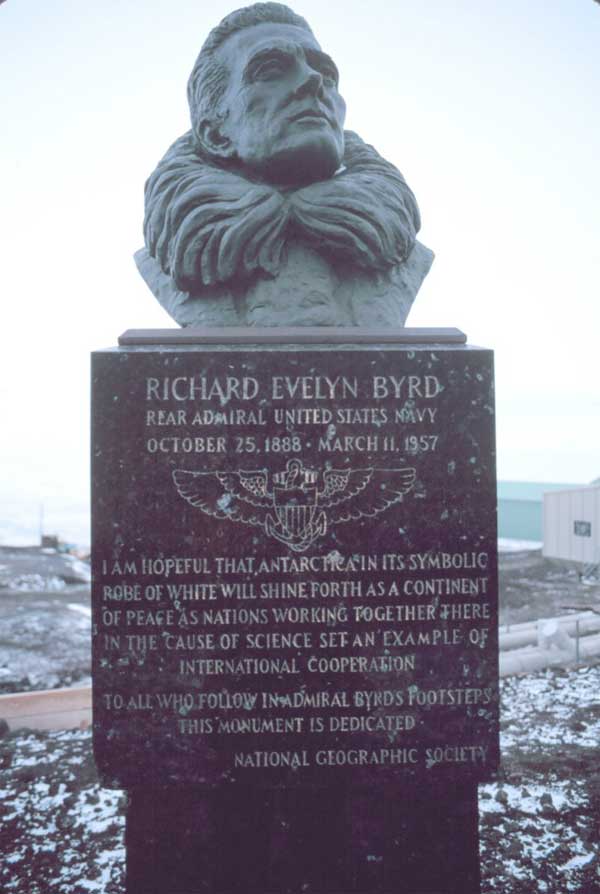 RICHARD EVELYN BYRD
REAR ADMIRAL UNITED STATES NAVY
OCTOBER 25, 1888 · MARCH 11, 1957
I AM HOPEFUL THAT ANTARCTICA IN ITS SYMBOLIC
ROBE OF WHITE WILL SHINE FORTH AS A CONTINENT
OF PEACE AS NATIONS WORKING TOGETHER THERE
IN THE CAUSE OF SCIENCE SET AN EXAMPLE OF
INTERNATIONAL COOPERATION
TO ALL WHO FOLLOW IN ADMIRAL BYRD'S FOOTSTEPS
THIS MONUMENT IS DEDICATED
NATIONAL GEOGRAPHIC SOCIETY